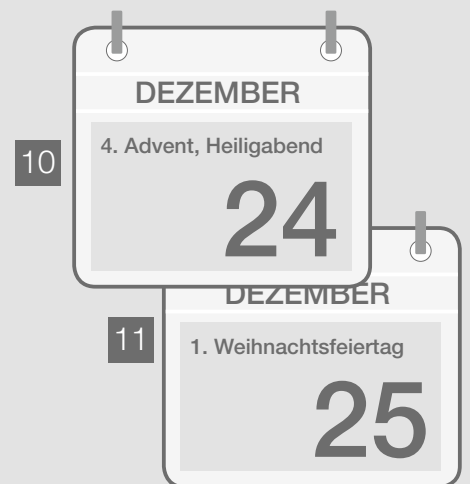 DEZEMBER
10
4. Advent, Heiligabend
24
DEZEMBER
11
1. Weihnachtsfeiertag
25